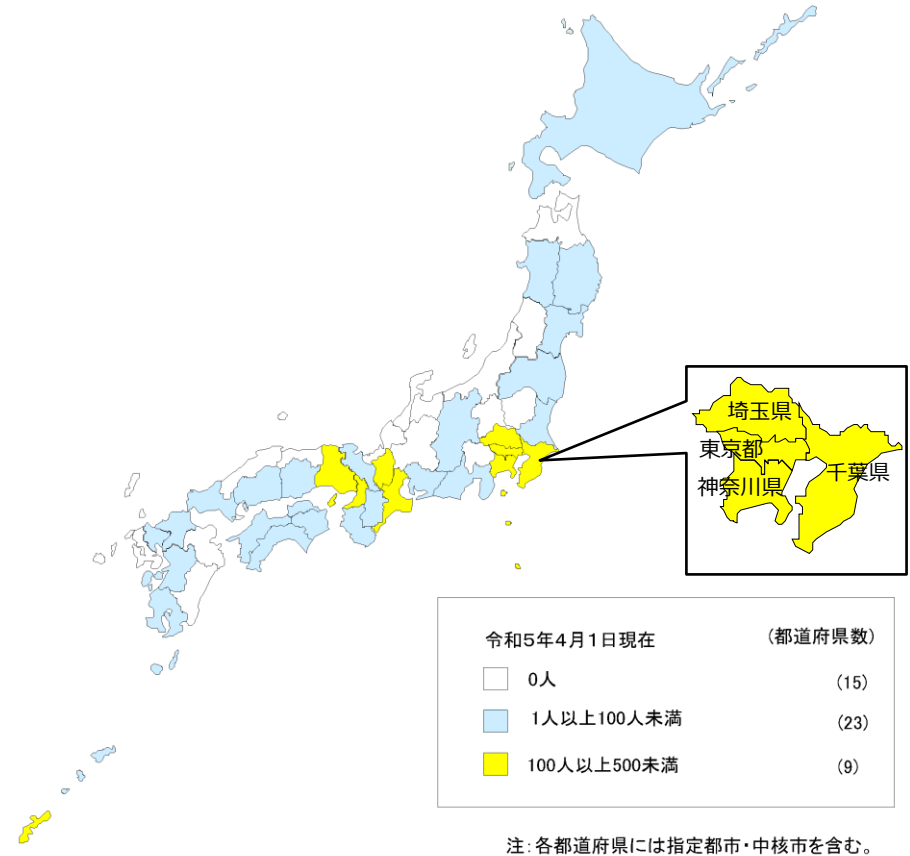 埼玉県
東京都
千葉県
神奈川県
令和5年4月1日現在 (都道府県数)
0人 (15)
1人以上100人未満 (23)
100人以上500未満 (9)
注:各都道府県には指定都市・中核市を含む。